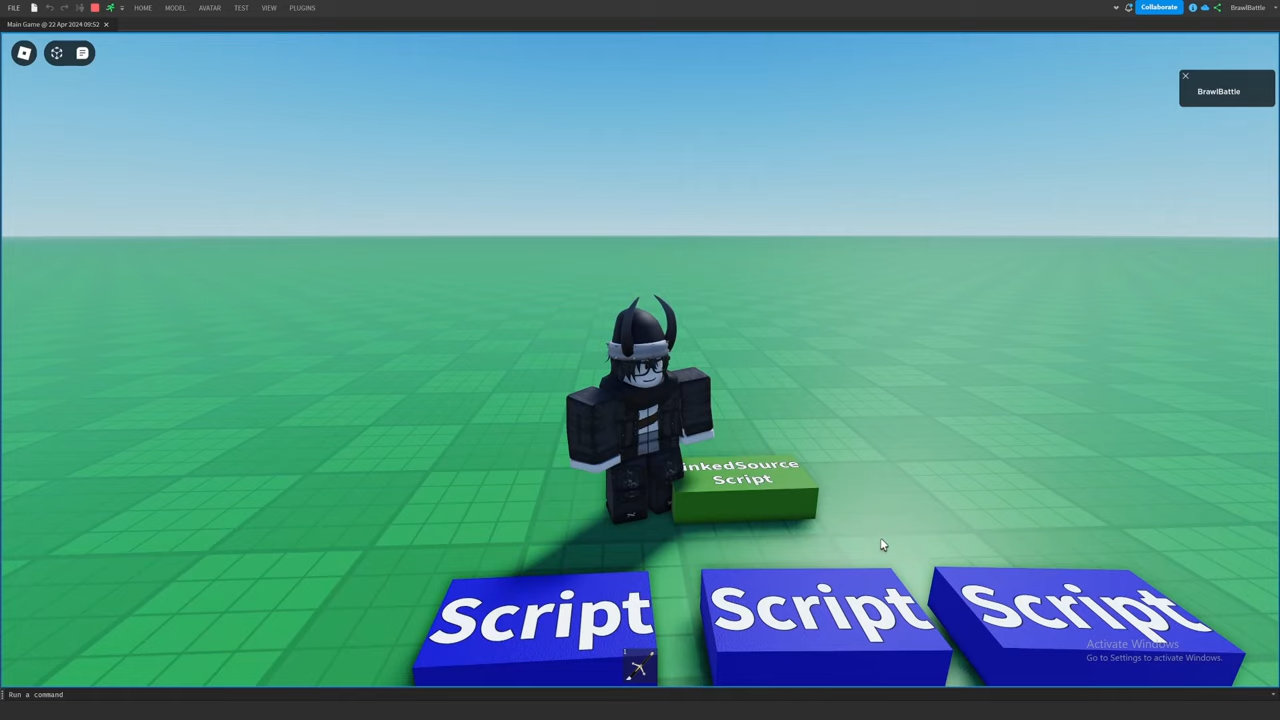 FILE
HOME
MODEL
AVATAR
TEST
VIEW
PLUGINS
Collaborate
BrawlBattle
Main Game @ 22 Apr 2024 09:52
BrawlBattle
inkedSource
Script
Script
Script
Script
1
Activate Windows
Go to Settings to activate Windows.
Run a command